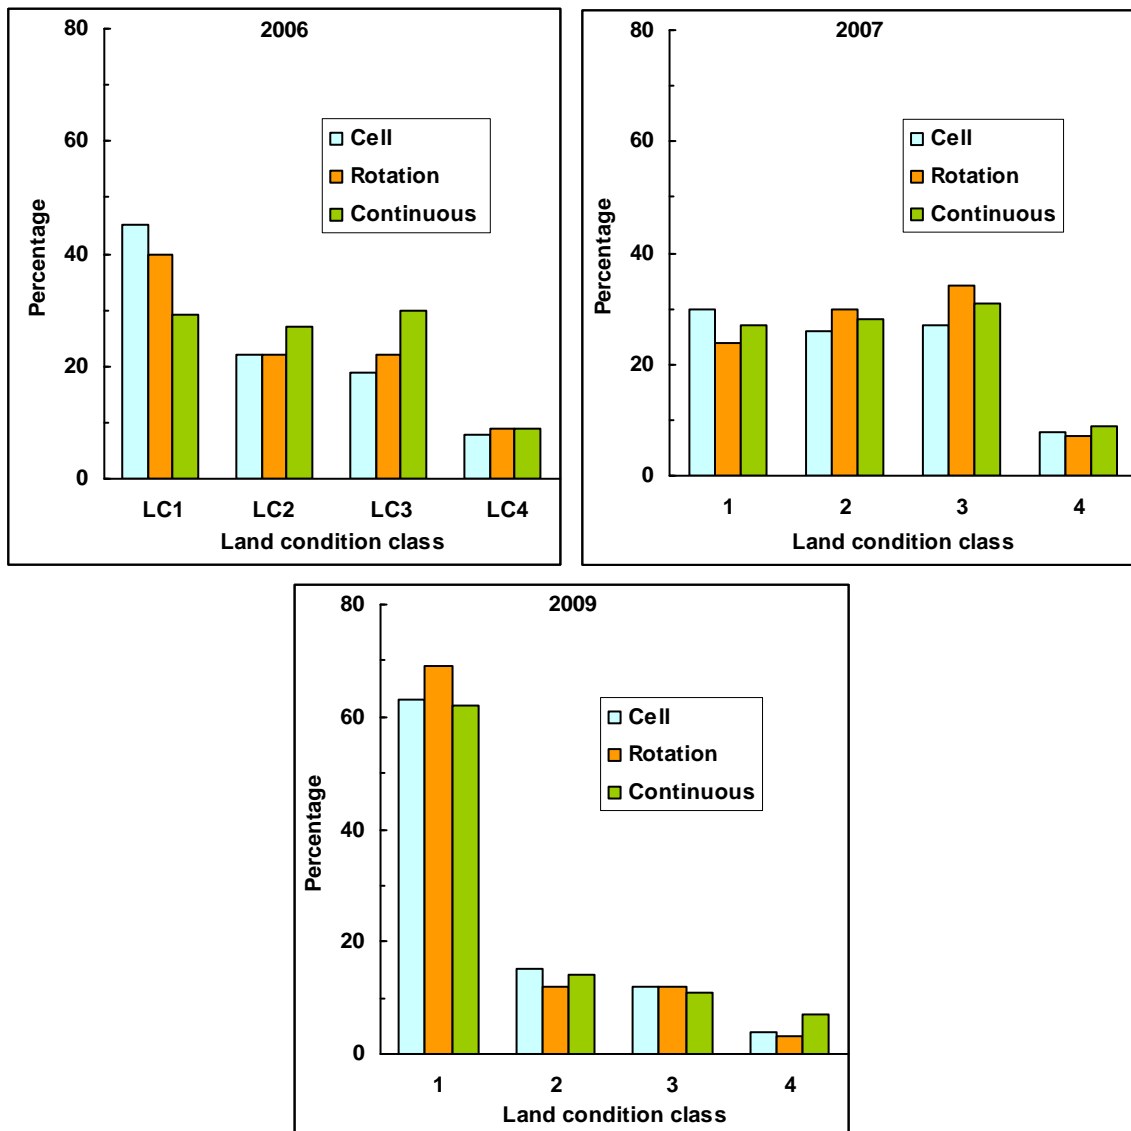 2006
80
60
40
20
0
Percentage
Cell
Rotation
Continuous
LC1 LC2 LC3 LC4
Land condition class
2007
80
60
40
20
0
Percentage
Cell
Rotation
Continuous
1 2 3 4
Land condition class
2009
80
60
40
20
0
Percentage
Cell
Rotation
Continuous
1 2 3 4
Land condition class